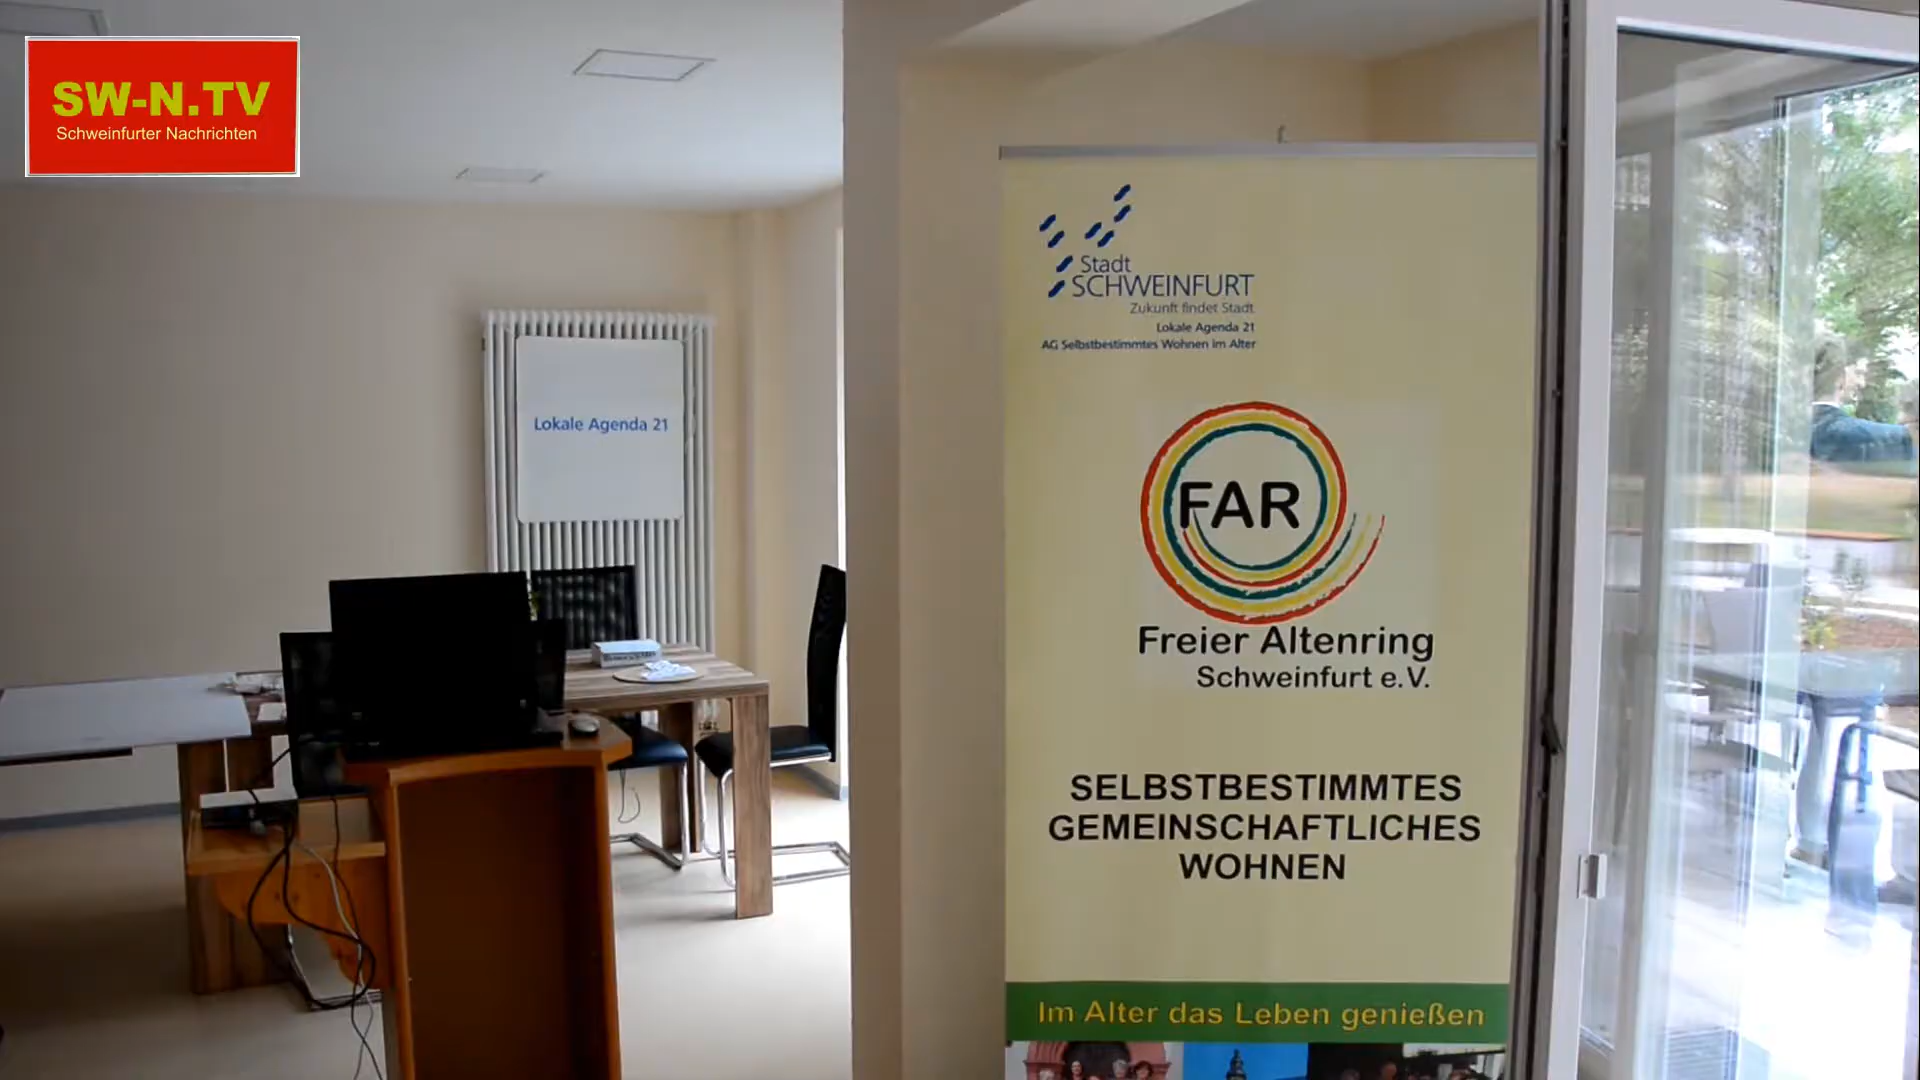 SW-N.TV
Schweinfurter Nachrichten
Lokale Agenda 21
Stadt
SCHWEINFURT
Zukunft findet Stadt
Lokale Agenda 21
AG Selbstbestimmtes Wohnen im Alter
FAR
Freier Altenring
Schweinfurt e.V.
SELBSTBESTIMMTES
GEMEINSCHAFTLICHES
WOHNEN
Im Alter das Leben genießen